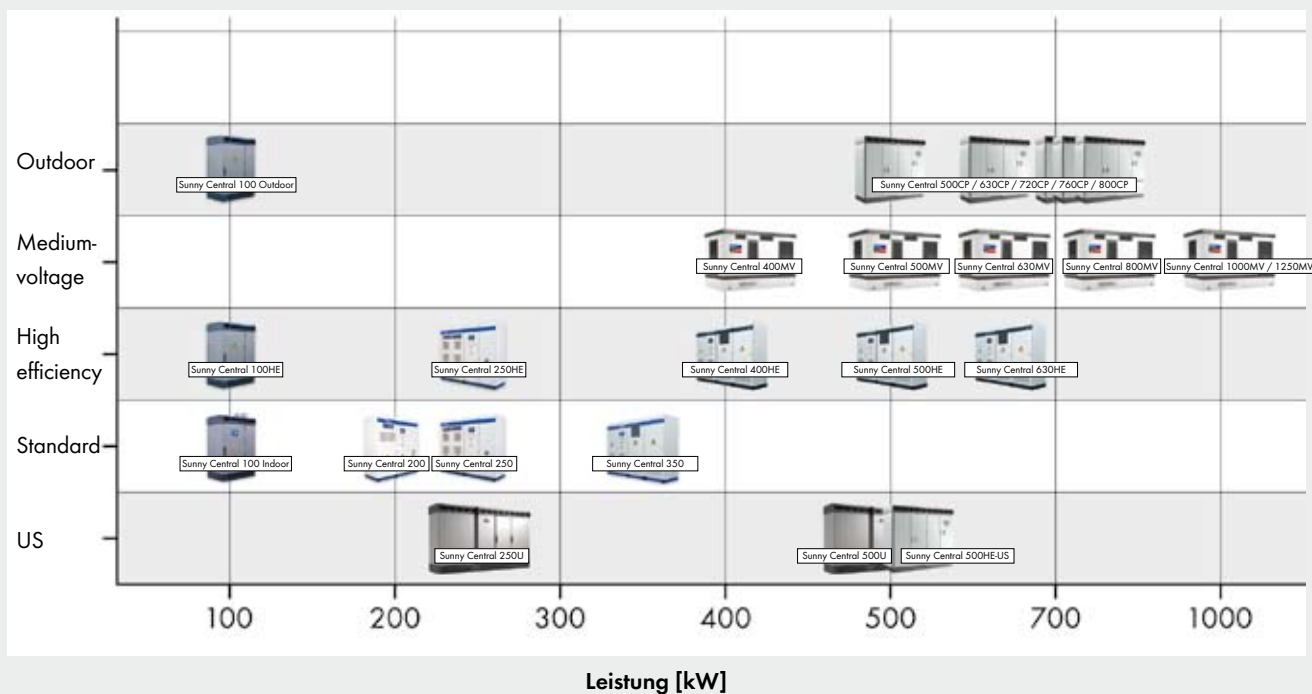 Outdoor
Sunny Central 100 Outdoor
Sunny Central 500CP / 630CP / 720CP / 760CP / 800CP
Medium-
voltage
Sunny Central 400MV
Sunny Central 500MV
Sunny Central 630MV
Sunny Central 800MV
Sunny Central 1000MV / 1250MV
High
efficiency
Sunny Central 100HE
Sunny Central 250HE
Sunny Central 400HE
Sunny Central 500HE
Sunny Central 630HE
Standard
Sunny Central 100 Indoor
Sunny Central 200
Sunny Central 250
Sunny Central 350
US
Sunny Central 250U
Sunny Central 500U
Sunny Central 500HE-US
100 200 300 400 500 700 1000
Leistung [kW]